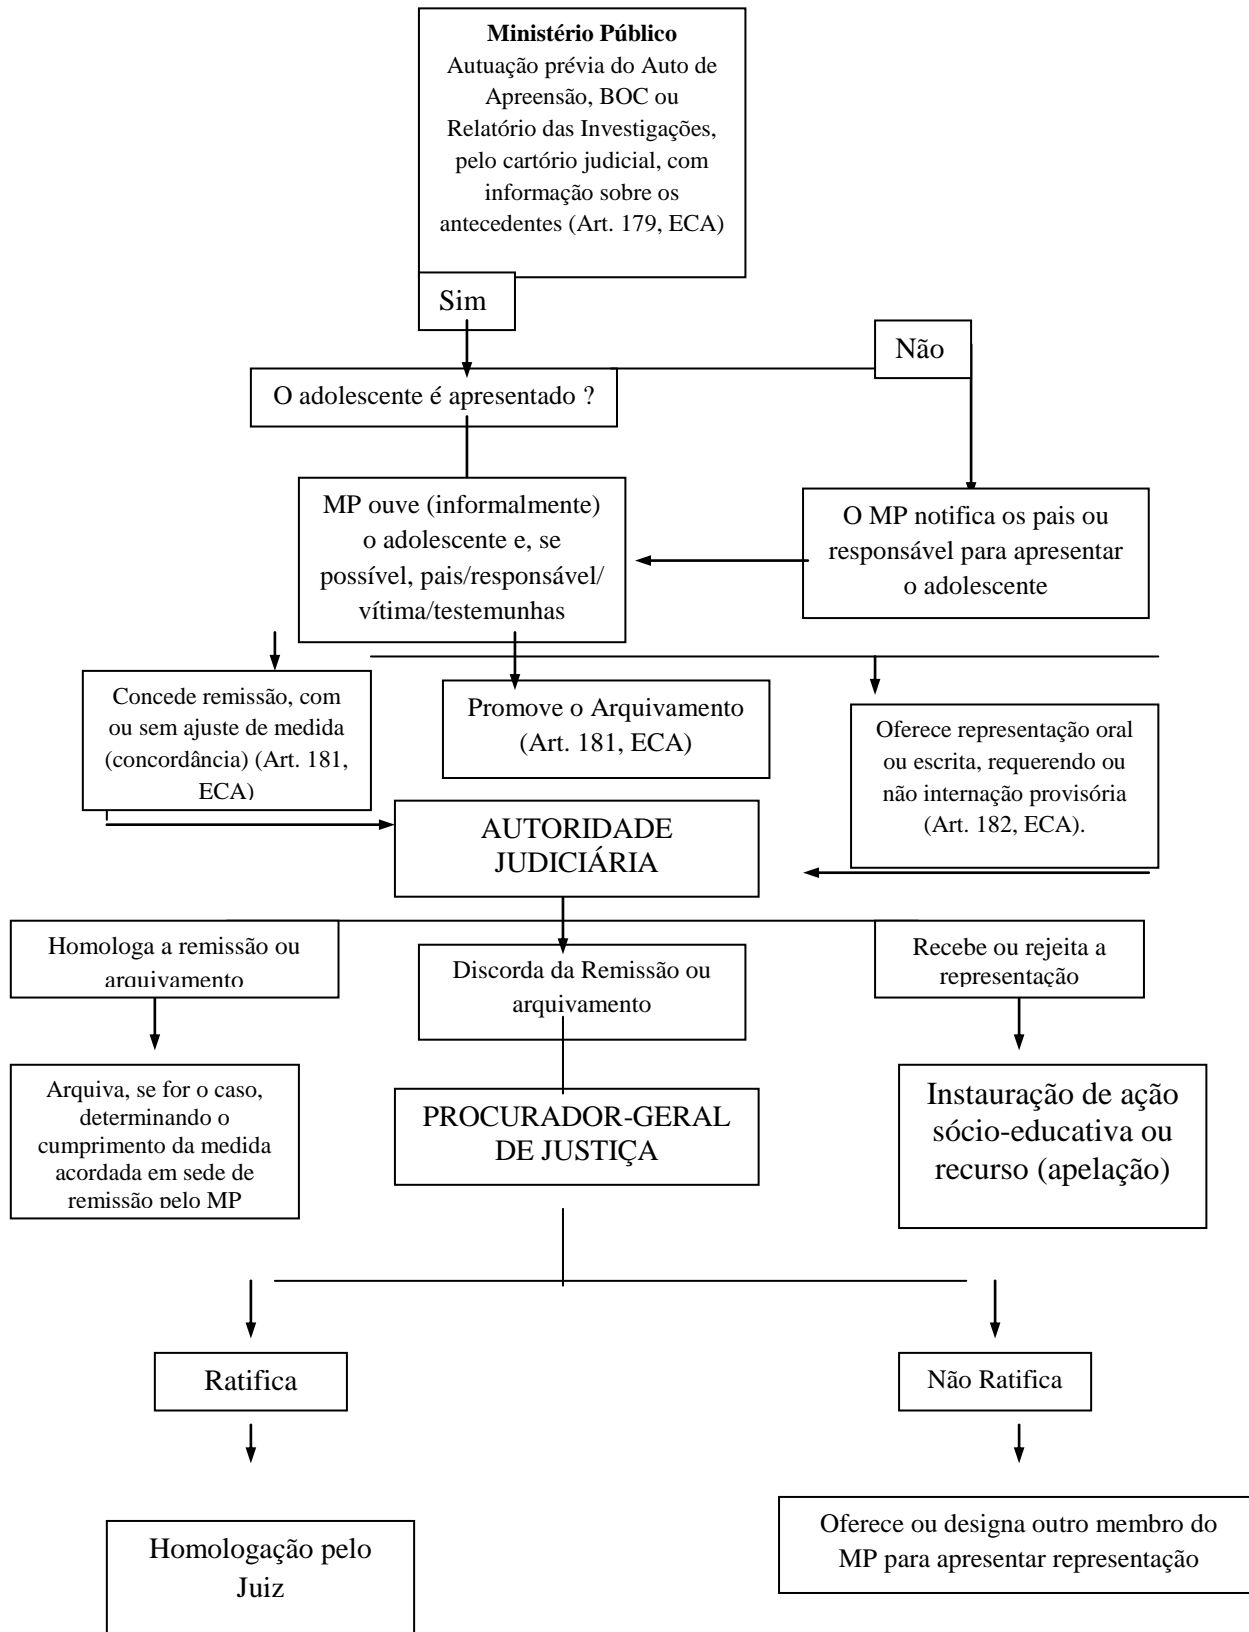 Ministério Público
Autuação prévia do Auto de
Apreensão, BOC ou
Relatório das Investigações,
pelo cartório judicial, com
informação sobre os
antecedentes (Art. 179, ECA)
Sim
Não
O adolescente é apresentado ?
MP ouve (informalmente)
o adolescente e, se
possível, pais/responsável/
vítima/testemunhas
O MP notifica os pais ou
responsável para apresentar
o adolescente
Concede remissão, com
ou sem ajuste de medida
(concordância) (Art. 181,
ECA)
Promove o Arquivamento
(Art. 181, ECA)
Oferece representação oral
ou escrita, requerendo ou
não internação provisória
(Art. 182, ECA).
AUTORIDADE
JUDICIÁRIA
Homologa a remissão ou
arquivamento
Discorda da Remissão ou
arquivamento
Recebe ou rejeita a
representação
Arquiva, se for o caso,
determinando o
cumprimento da medida
acordada em sede de
remissão pelo MP
PROCURADOR-GERAL
DE JUSTIÇA
Instauração de ação
sócio-educativa ou
recurso (apelação)
Ratifica
Não Ratifica
Homologação pelo
Juiz
Oferece ou designa outro membro do
MP para apresentar representação